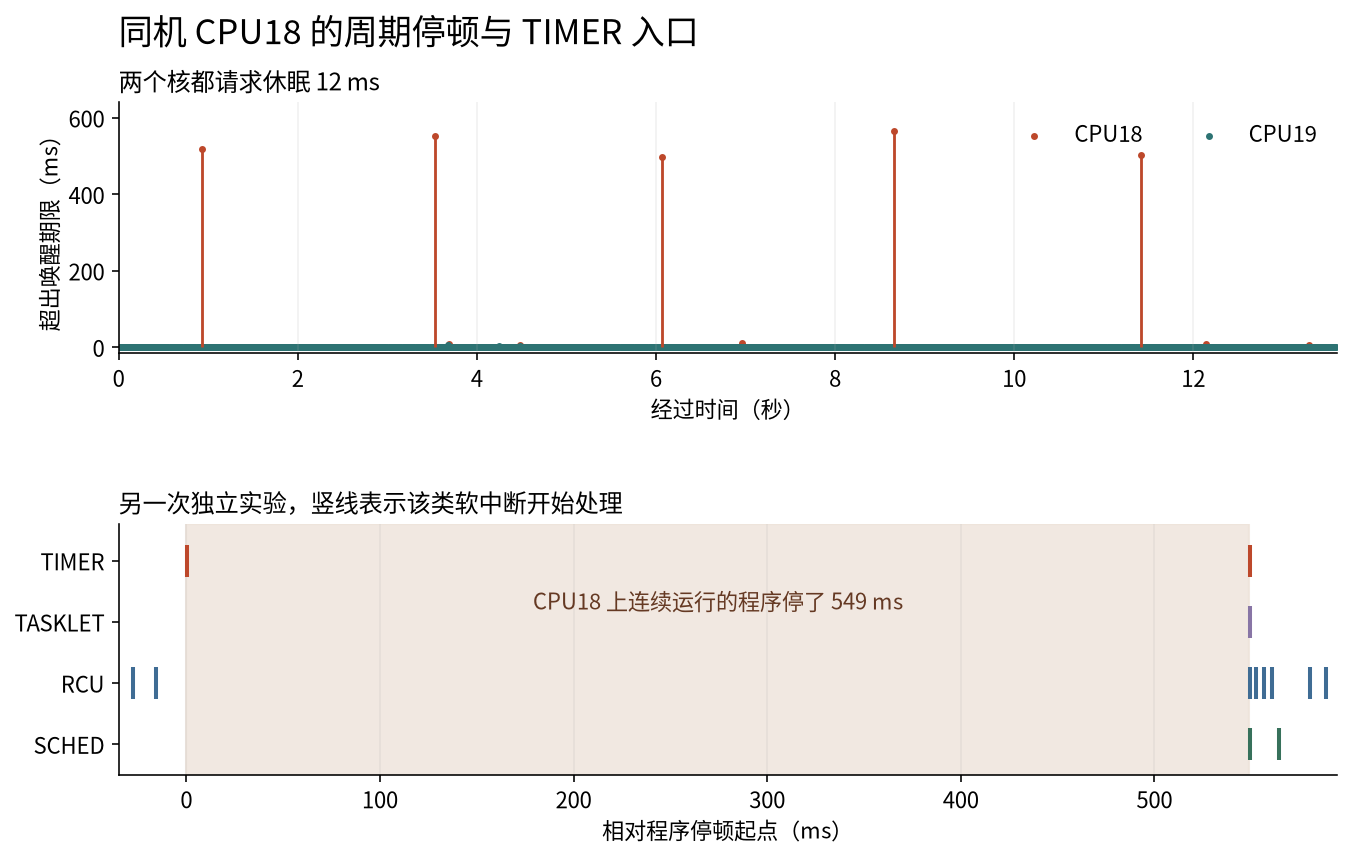 同机 CPU18 的周期停顿与 TIMER 入口
两个核都请求休眠 12 ms
超出唤醒期限（ms）
600
400
200
0
CPU18
CPU19
0 2 4 6 8 10 12
经过时间（秒）
另一次独立实验，竖线表示该类软中断开始处理
TIMER
CPU18 上连续运行的程序停了 549 ms
TASKLET
RCU
SCHED
0 100 200 300 400 500
相对程序停顿起点（ms）